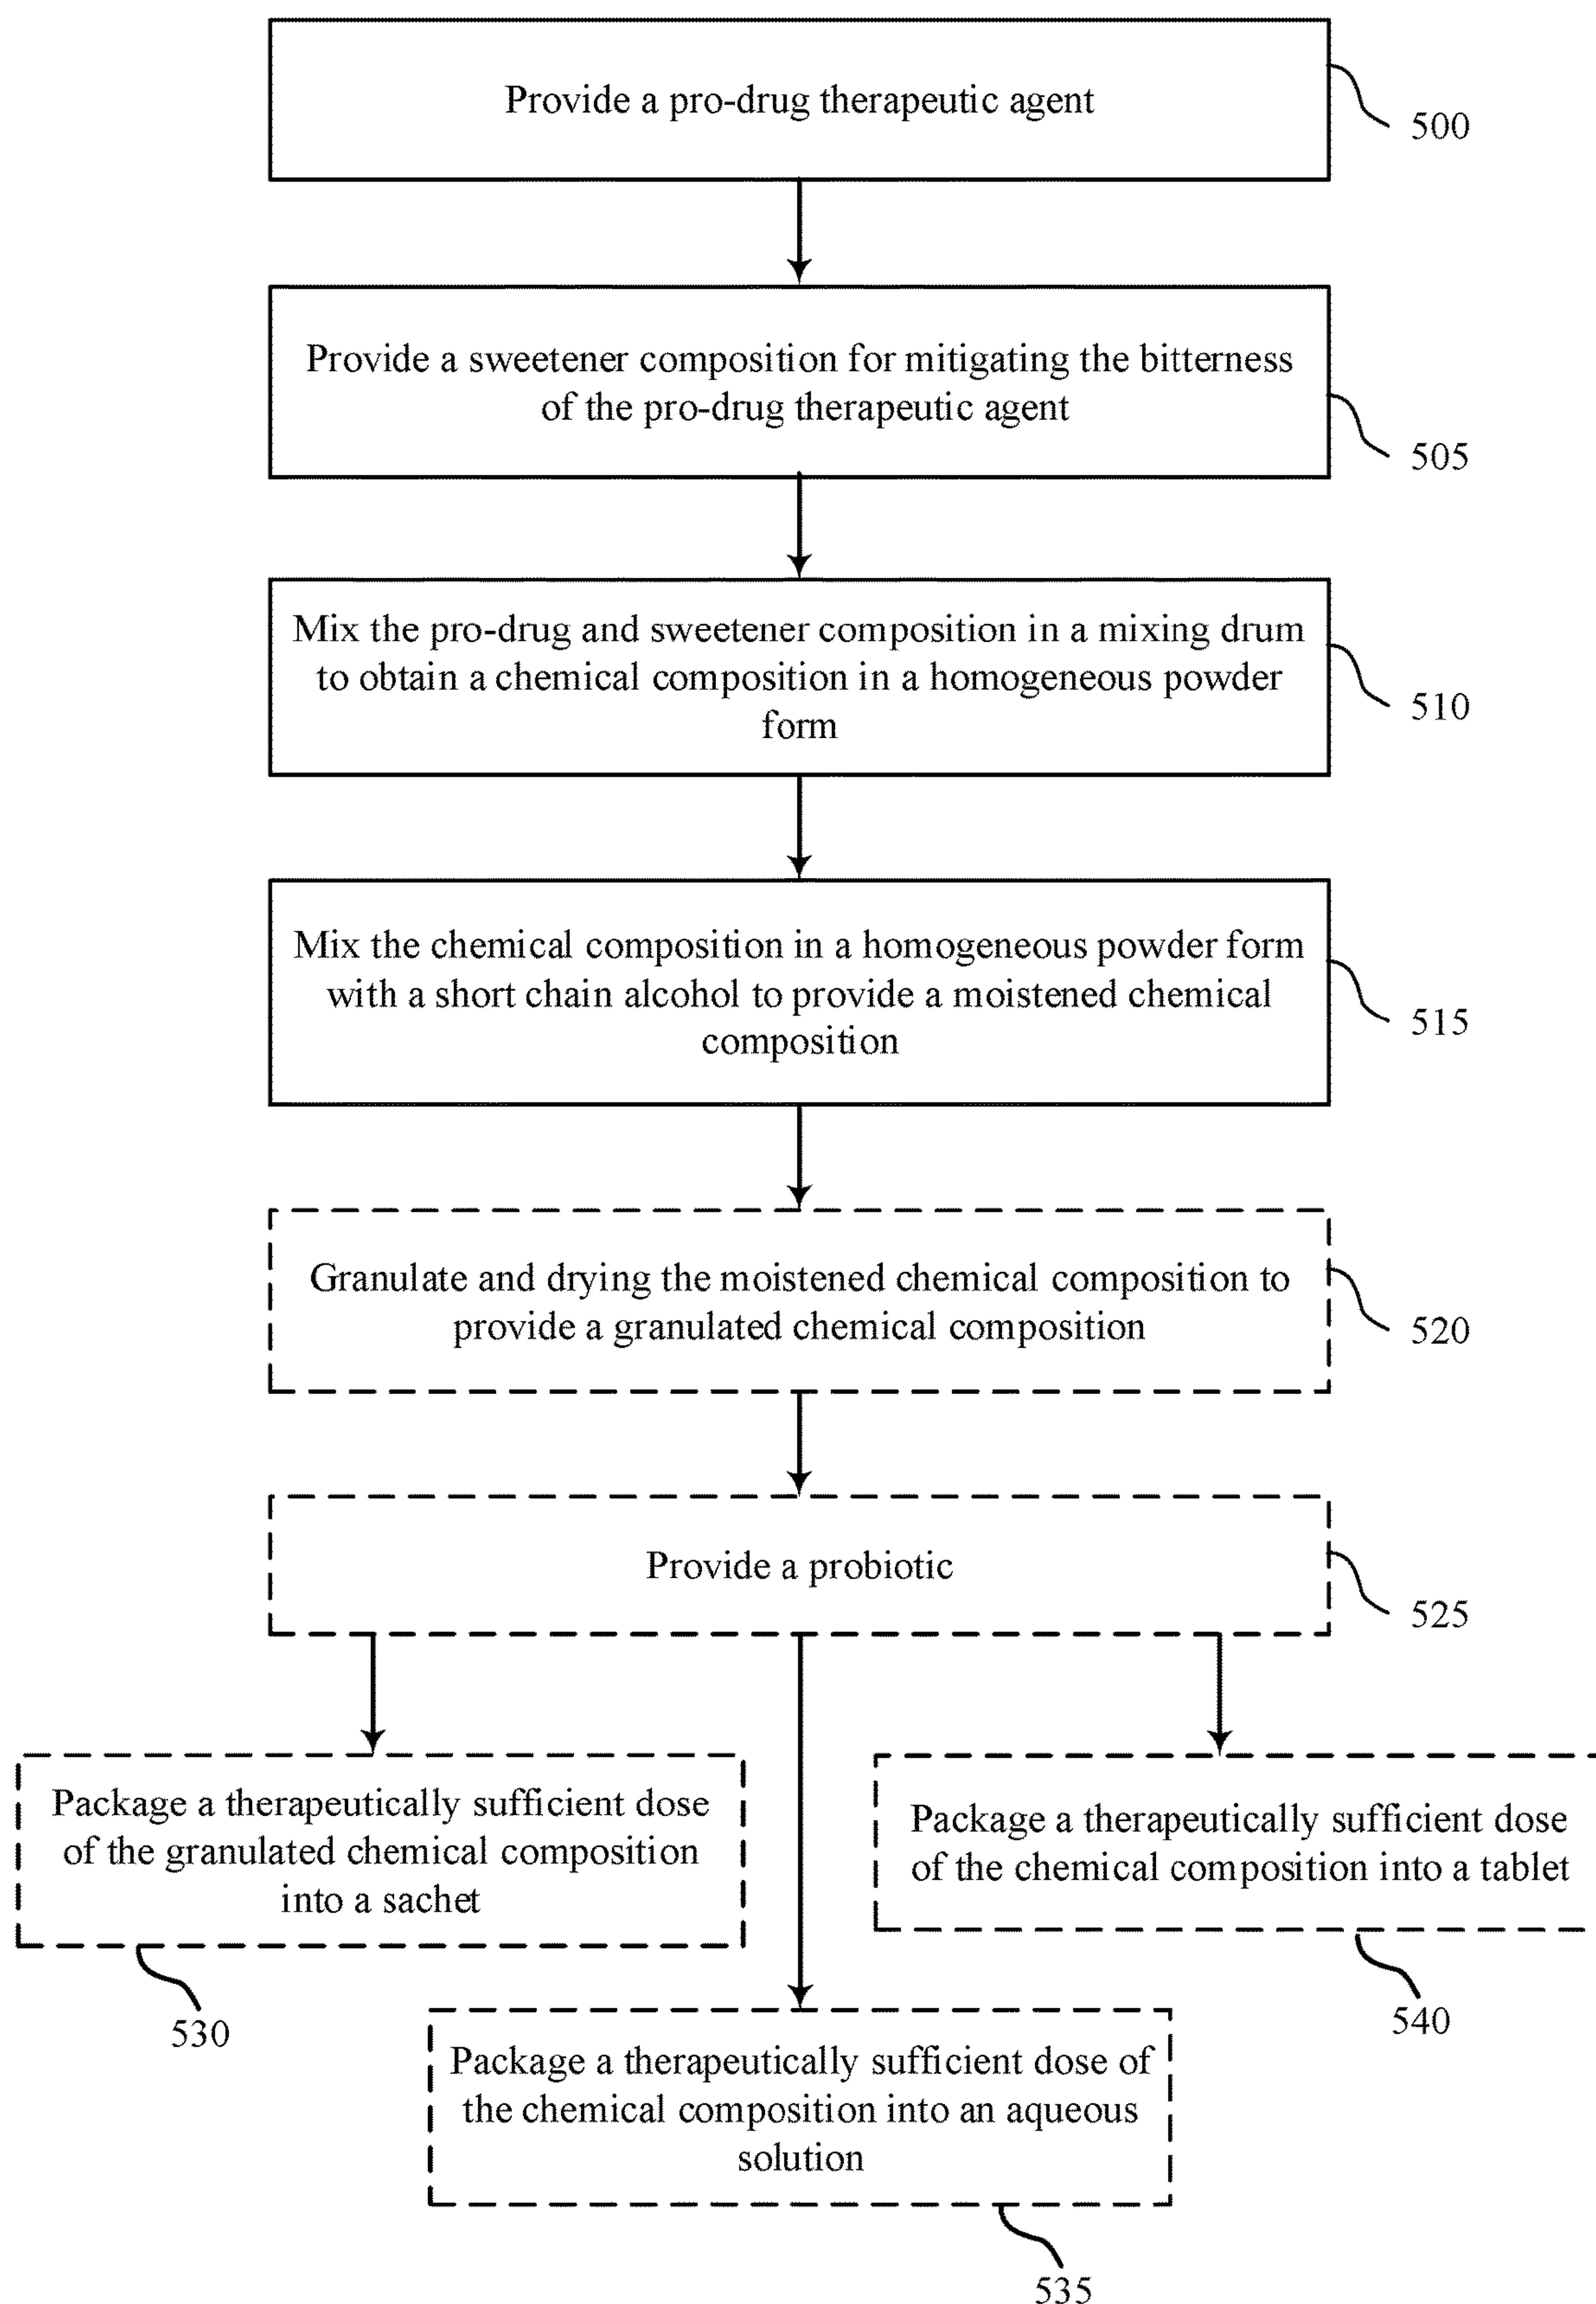 Provide a pro-drug therapeutic agent
500
Provide a sweetener composition for mitigating the bitterness
of the pro-drug therapeutic agent
505
Mix the pro-drug and sweetener composition in a mixing drum
to obtain a chemical composition in a homogeneous powder
form
510
Mix the chemical composition in a homogeneous powder form
with a short chain alcohol to provide a moistened chemical
composition
515
Granulate and drying the moistened chemical composition to
provide a granulated chemical composition
520
Provide a probiotic
525
Package a therapeutically sufficient dose
of the granulated chemical composition
into a sachet
530
Package a therapeutically sufficient dose
of the chemical composition into a tablet
540
Package a therapeutically sufficient dose of
the chemical composition into an aqueous
solution
535